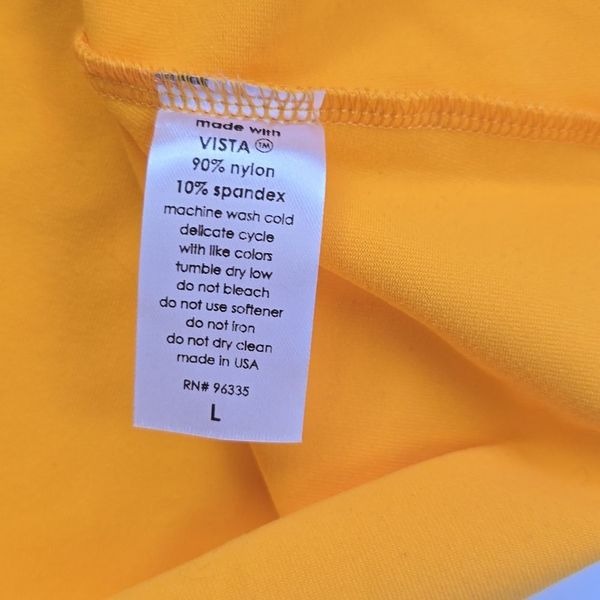 made with
VISTA ™
90% nylon
10% spandex
machine wash cold
delicate cycle
with like colors
tumble dry low
do not bleach
do not use softener
do not iron
do not dry clean
made in USA
RN# 96335
L